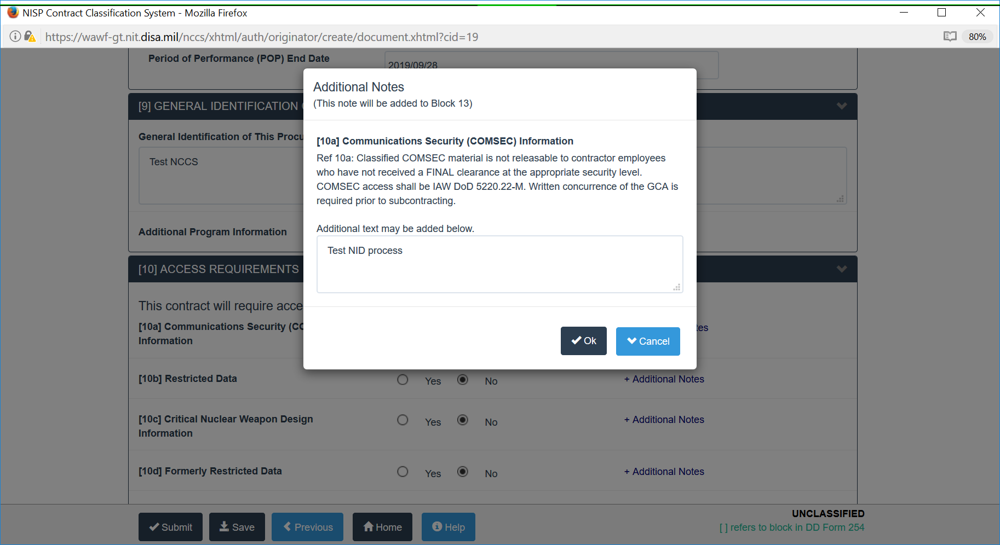 NISP Contract Classification System - Mozilla Firefox
https://wawf-gt.nit.disa.mil/nccs/xhtml/auth/originator/create/document.xhtml?cid=19
80%
Period of Performance (POP) End Date
2019/09/28
[9] GENERAL IDENTIFICATION
General Identification of This Procu
Test NCCS
Additional Program Information
[10] ACCESS REQUIREMENTS
This contract will require acce
[10a] Communications Security (CO
Information
tes
Additional Notes
(This note will be added to Block 13)
[10a] Communications Security (COMSEC) Information
Ref 10a: Classified COMSEC material is not releasable to contractor employees
who have not received a FINAL clearance at the appropriate security level.
COMSEC access shall be IAW DoD 5220.22-M. Written concurrence of the GCA is
required prior to subcontracting.
Additional text may be added below.
Test NID process
Ok
Cancel
[10b] Restricted Data Yes No + Additional Notes
[10c] Critical Nuclear Weapon Design
Information
Yes No + Additional Notes
[10d] Formerly Restricted Data Yes No + Additional Notes
Submit Save Previous Home Help
UNCLASSIFIED
[ ] refers to block in DD Form 254